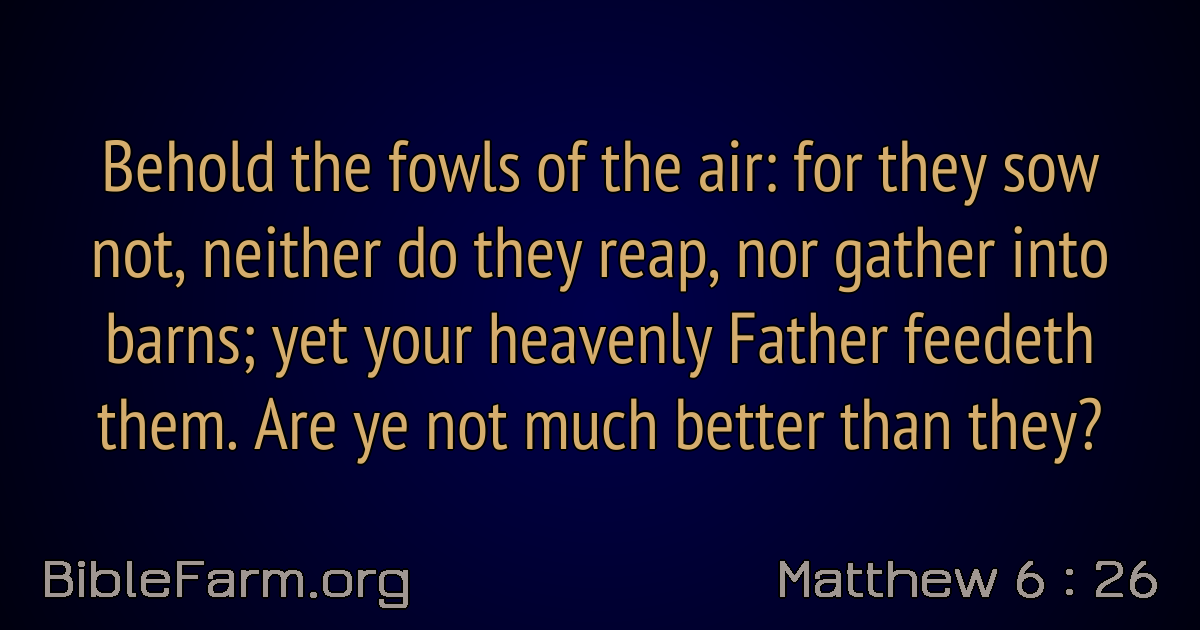 Behold the fowls of the air: for they sow
not, neither do they reap, nor gather into
barns; yet your heavenly Father feedeth
them. Are ye not much better than they?
BibleFarm.org
Matthew 6 : 26